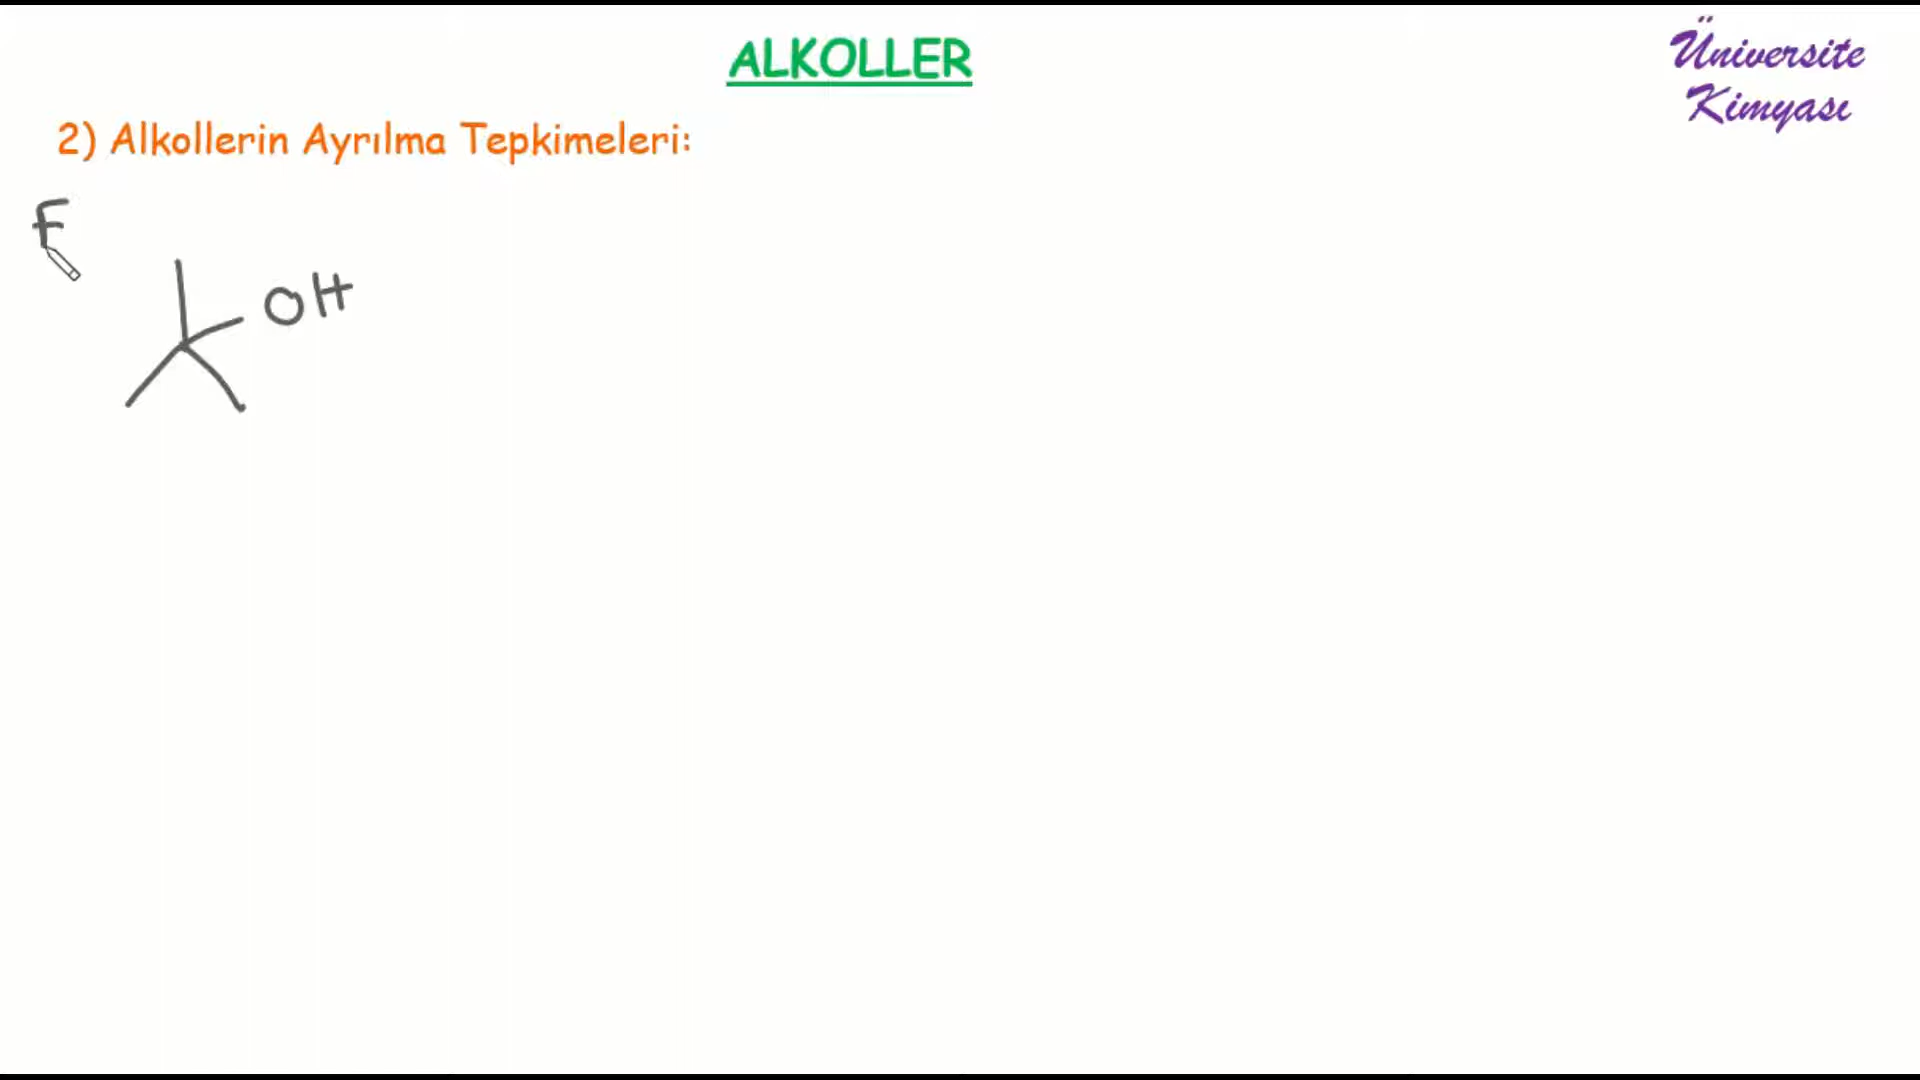 ALKOLLER
Üniversite
Kimyası
2) Alkollerin Ayrılma Tepkimeleri:
F
OH